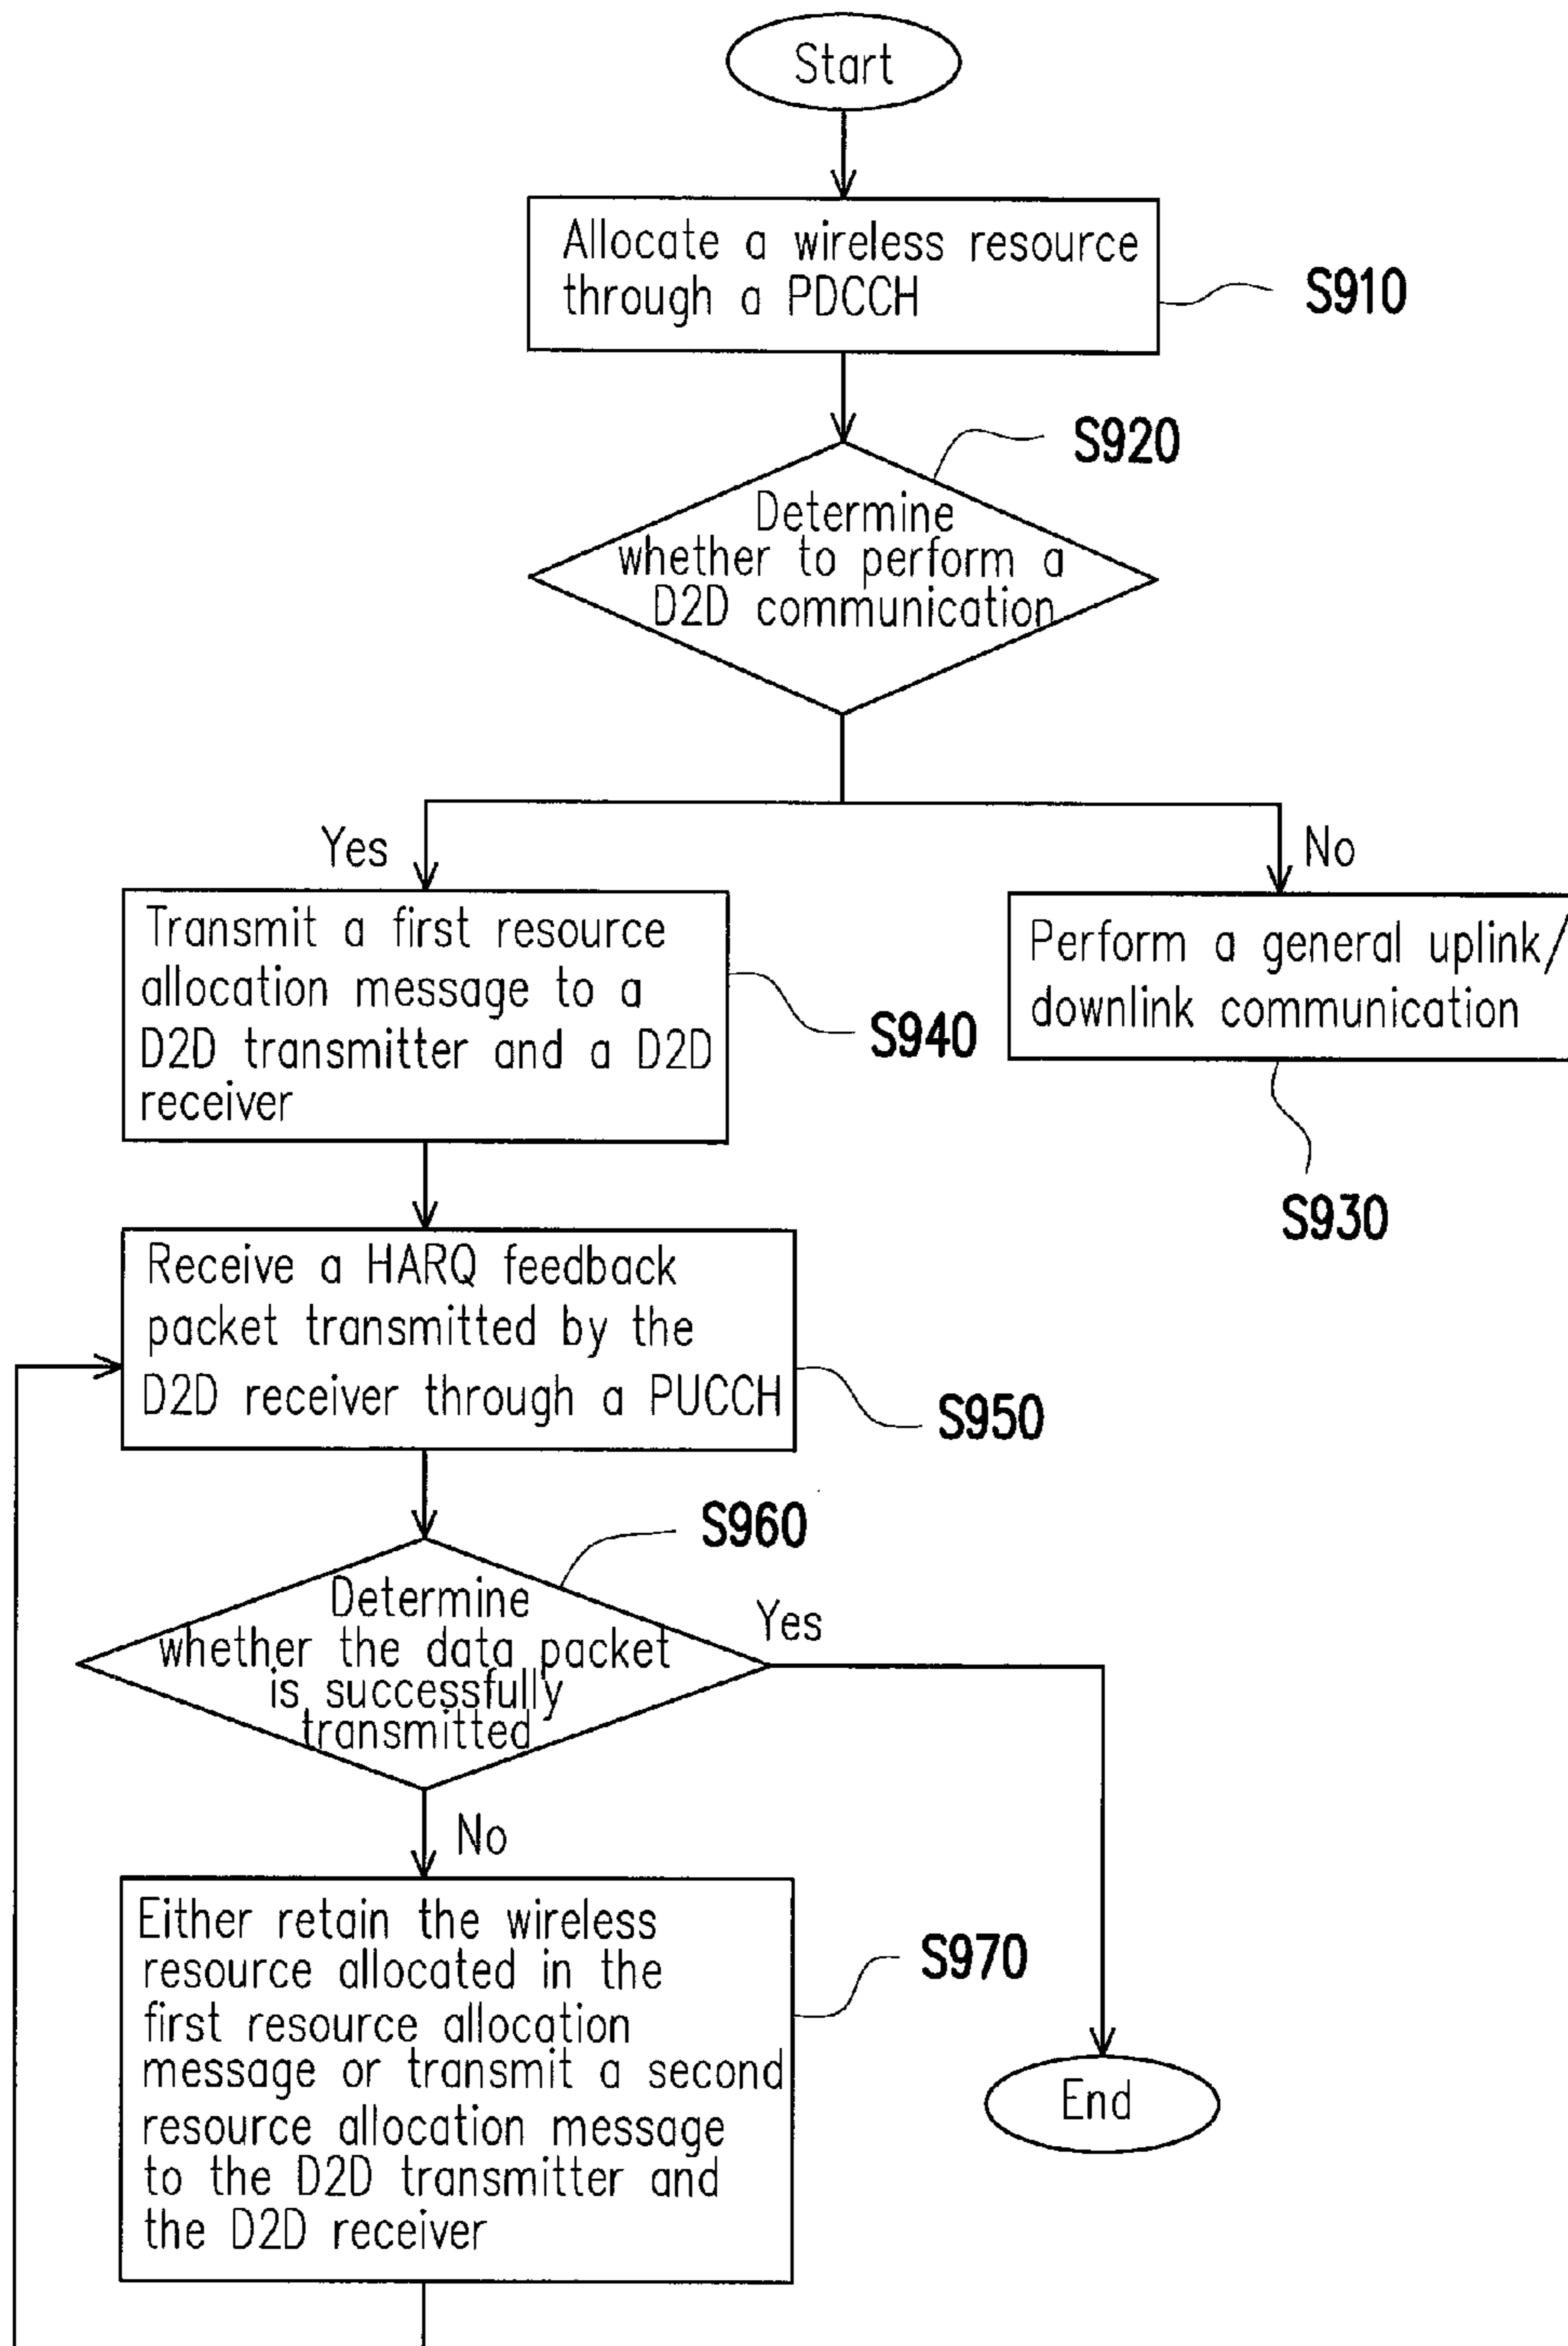 Start
Allocate a wireless resource
through a PDCCH
S910
S920
Determine
whether to perform a
D2D communication
Yes
No
Transmit a first resource
allocation message to a
D2D transmitter and a D2D
receiver
S940
Perform a general uplink/
downlink communication
S930
Receive a HARQ feedback
packet transmitted by the
D2D receiver through a PUCCH
S950
S960
Determine
whether the data packet
is successfully
transmitted
Yes
No
Either retain the wireless
resource allocated in the
first resource allocation
message or transmit a second
resource allocation message
to the D2D transmitter and
the D2D receiver
S970
End